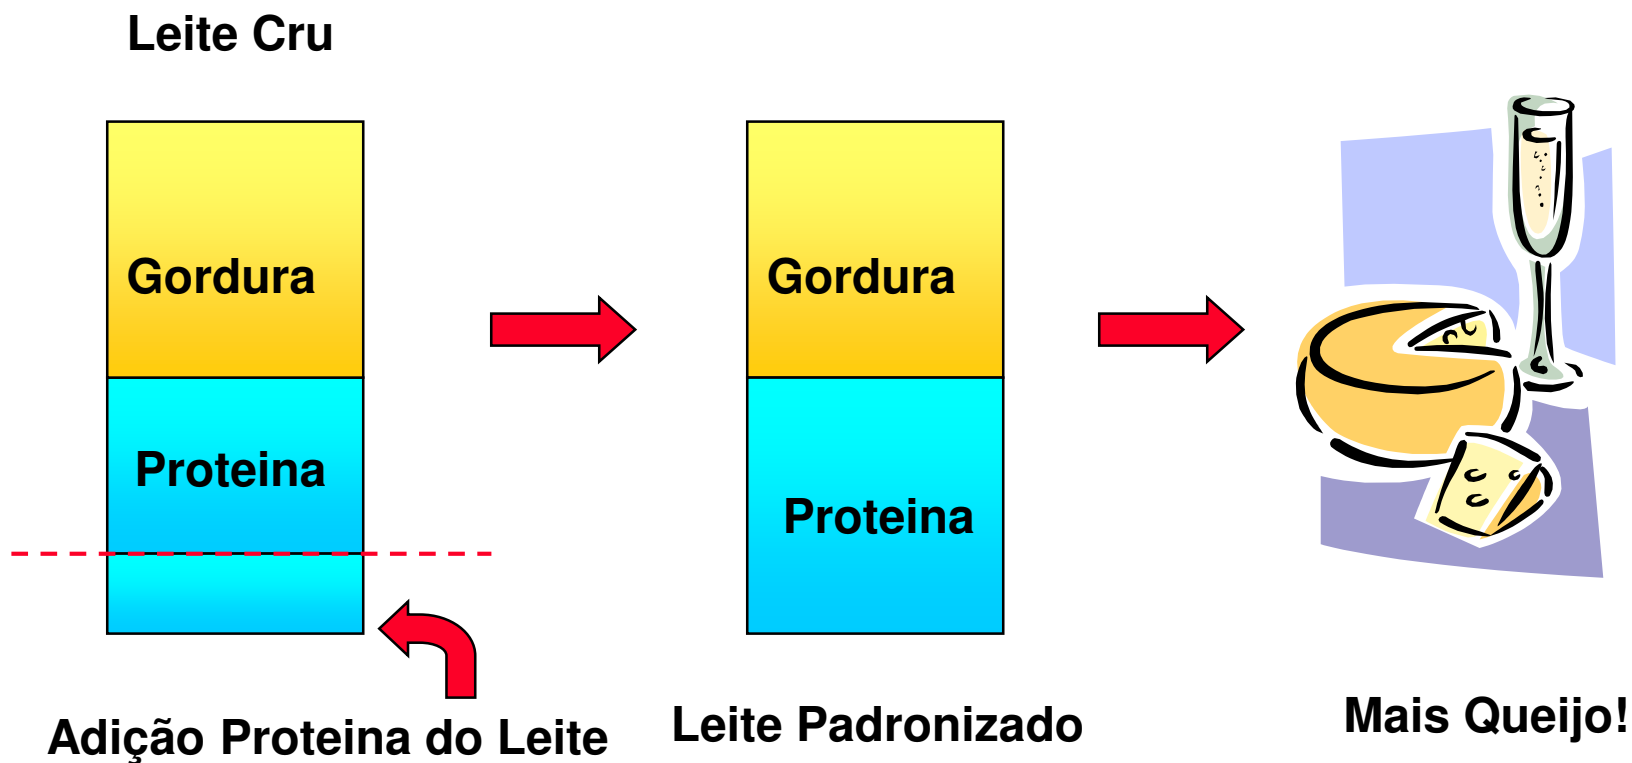 Leite Cru
Gordura
Proteina
Adição Proteina do Leite
Gordura
Proteina
Leite Padronizado
Mais Queijo!